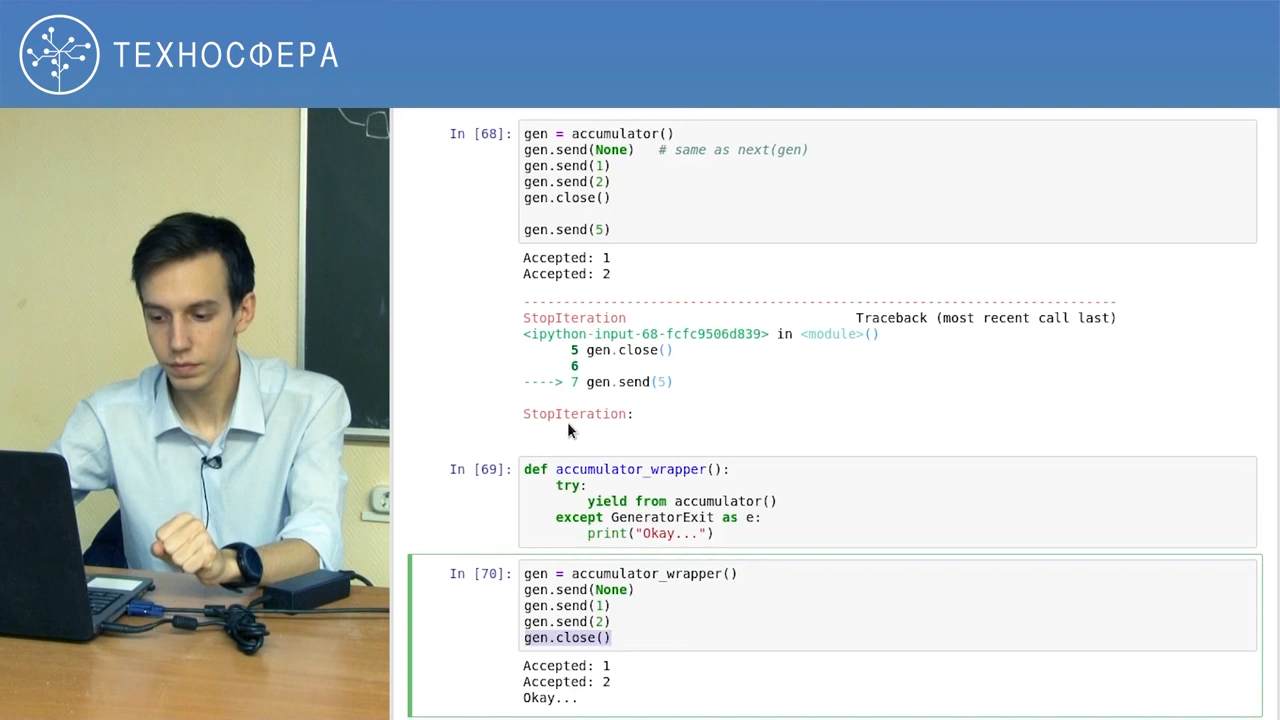 ТЕХНОСФЕРА
In [68]:
gen = accumulator()
gen.send(None)   # same as next(gen)
gen.send(1)
gen.send(2)
gen.close()
gen.send(5)
Accepted: 1
Accepted: 2
---------------------------------------------------------------------------
StopIteration                             Traceback (most recent call last)
<ipython-input-68-fcfc9506d839> in <module>()
      5 gen.close()
      6
----> 7 gen.send(5)
StopIteration:
In [69]:
def accumulator_wrapper():
    try:
        yield from accumulator()
    except GeneratorExit as e:
        print("Okay...")
In [70]:
gen = accumulator_wrapper()
gen.send(None)
gen.send(1)
gen.send(2)
gen.close()
Accepted: 1
Accepted: 2
Okay...